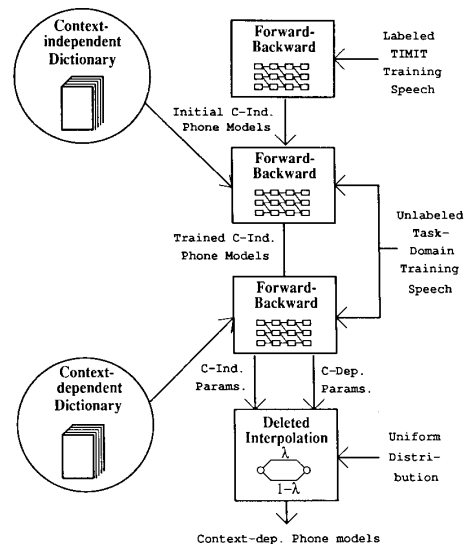 Context-
independent
Dictionary
Forward-
Backward
Labeled
TIMIT
Training
Speech
Initial C-Ind.
Phone Models
Forward-
Backward
Trained C-Ind.
Phone Models
Unlabeled
Task-
Domain
Training
Speech
Forward-
Backward
Context-
dependent
Dictionary
C-Ind.
Params.
C-Dep.
Params.
Deleted
Interpolation
λ
1-λ
Uniform
Distri-
bution
Context-dep. Phone models